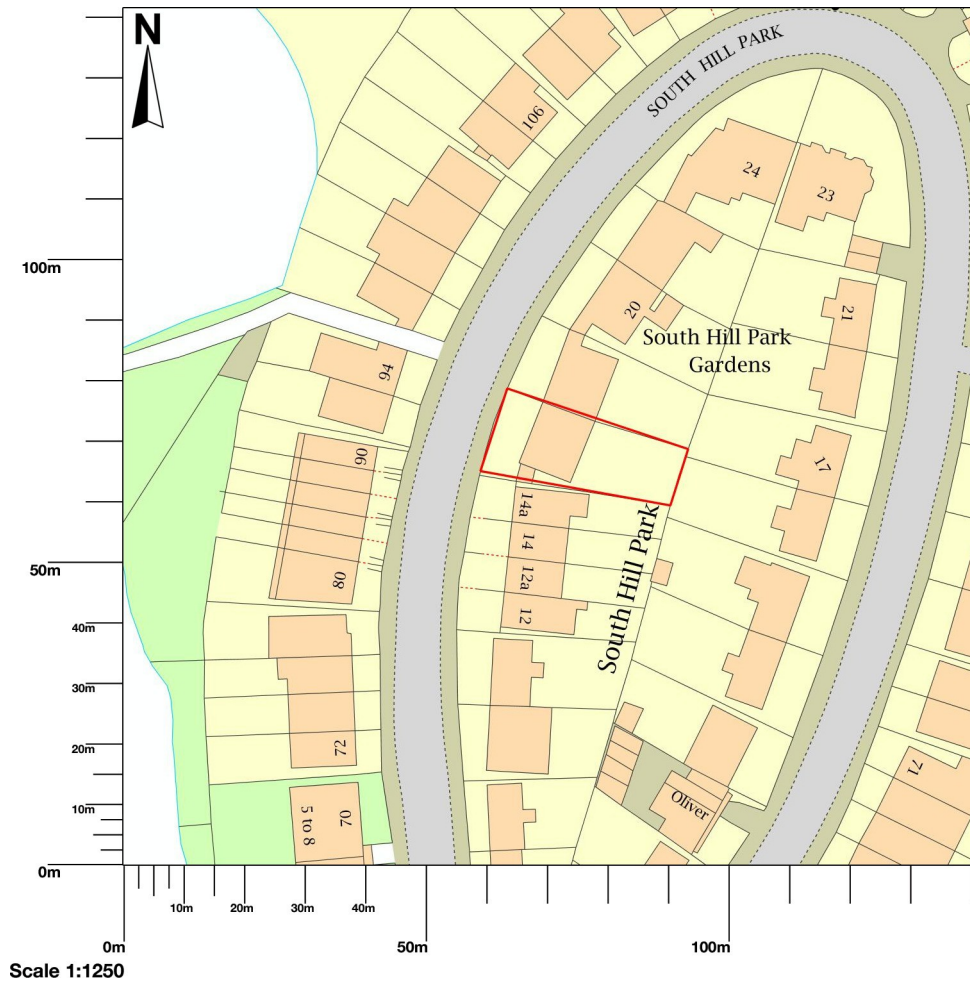 N
SOUTH HILL PARK
106
24
23
20
21
South Hill Park
Gardens
94
90
17
14a
14
12a
12
South Hill Park
80
72
70
5 to 8
Oliver
71
100m
50m
40m
30m
20m
10m
0m
10m
20m
30m
40m
0m
50m
100m
Scale 1:1250